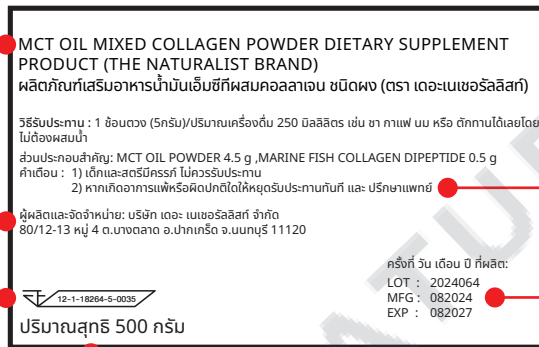 MCT OIL MIXED COLLAGEN POWDER DIETARY SUPPLEMENT
PRODUCT (THE NATURALIST BRAND)
ผลิตภัณฑ์เสริมอาหารน้ำมันเอ็มซีทีผสมคอลลาเจน ชนิดผง (ตรา เดอะเนเชอรัลลิสท์)
วิธีรับประทาน : 1 ช้อนตวง (5กรัม)/ปริมาณเครื่องดื่ม 250 มิลลิลิตร เช่น ชา กาแฟ นม หรือ ตักทานได้เลยโดย
ไม่ต้องผสมน้ำ
ส่วนประกอบสำคัญ: MCT OIL POWDER 4.5 g ,MARINE FISH COLLAGEN DIPEPTIDE 0.5 g
คำเตือน : 1) เด็กและสตรีมีครรภ์ ไม่ควรรับประทาน
2) หากเกิดอาการแพ้หรือผิดปกติใดให้หยุดรับประทานทันที และ ปรึกษาแพทย์
ผู้ผลิตและจัดจำหน่าย: บริษัท เดอะ เนเชอรัลลิสท์ จำกัด
80/12-13 หมู่ 4 ต.บางตลาด อ.ปากเกร็ด จ.นนทบุรี 11120
ครั้งที่ วัน เดือน ปี ที่ผลิต:
LOT : 2024064
MFG : 082024
EXP : 082027
12-1-18264-5-0035
ปริมาณสุทธิ 500 กรัม